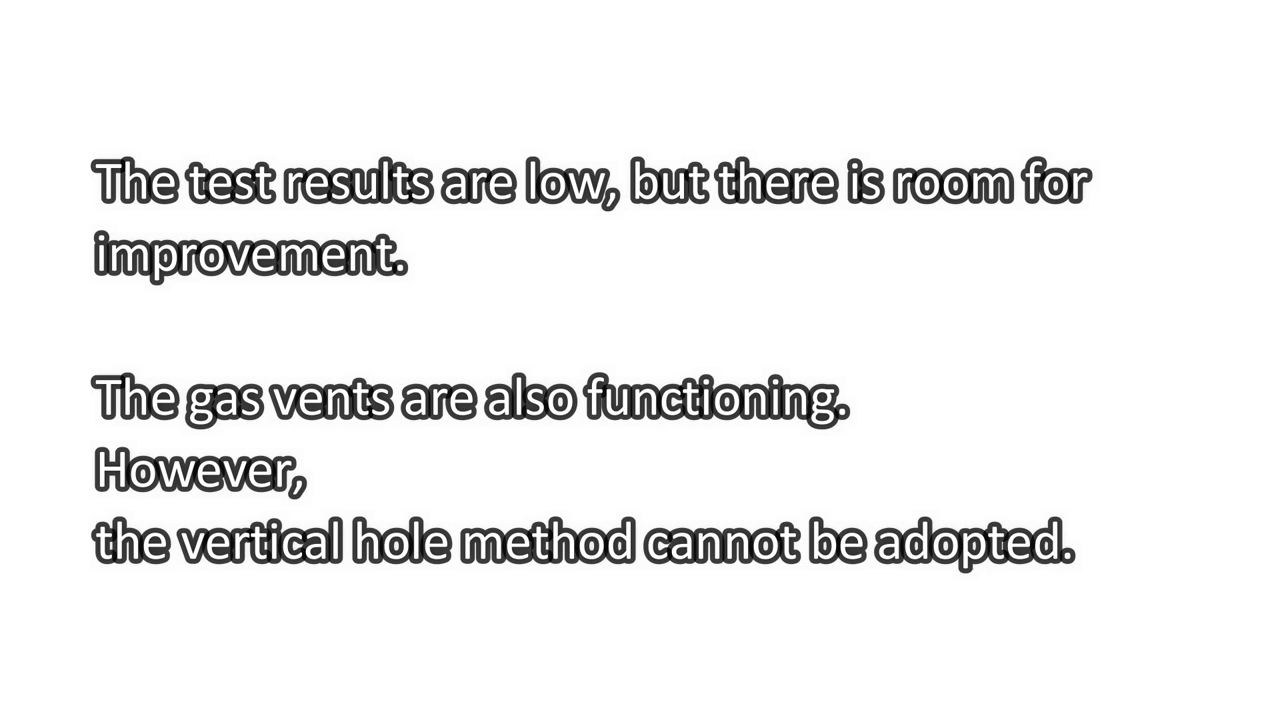 The test results are low, but there is room for
improvement.
The gas vents are also functioning.
However,
the vertical hole method cannot be adopted.